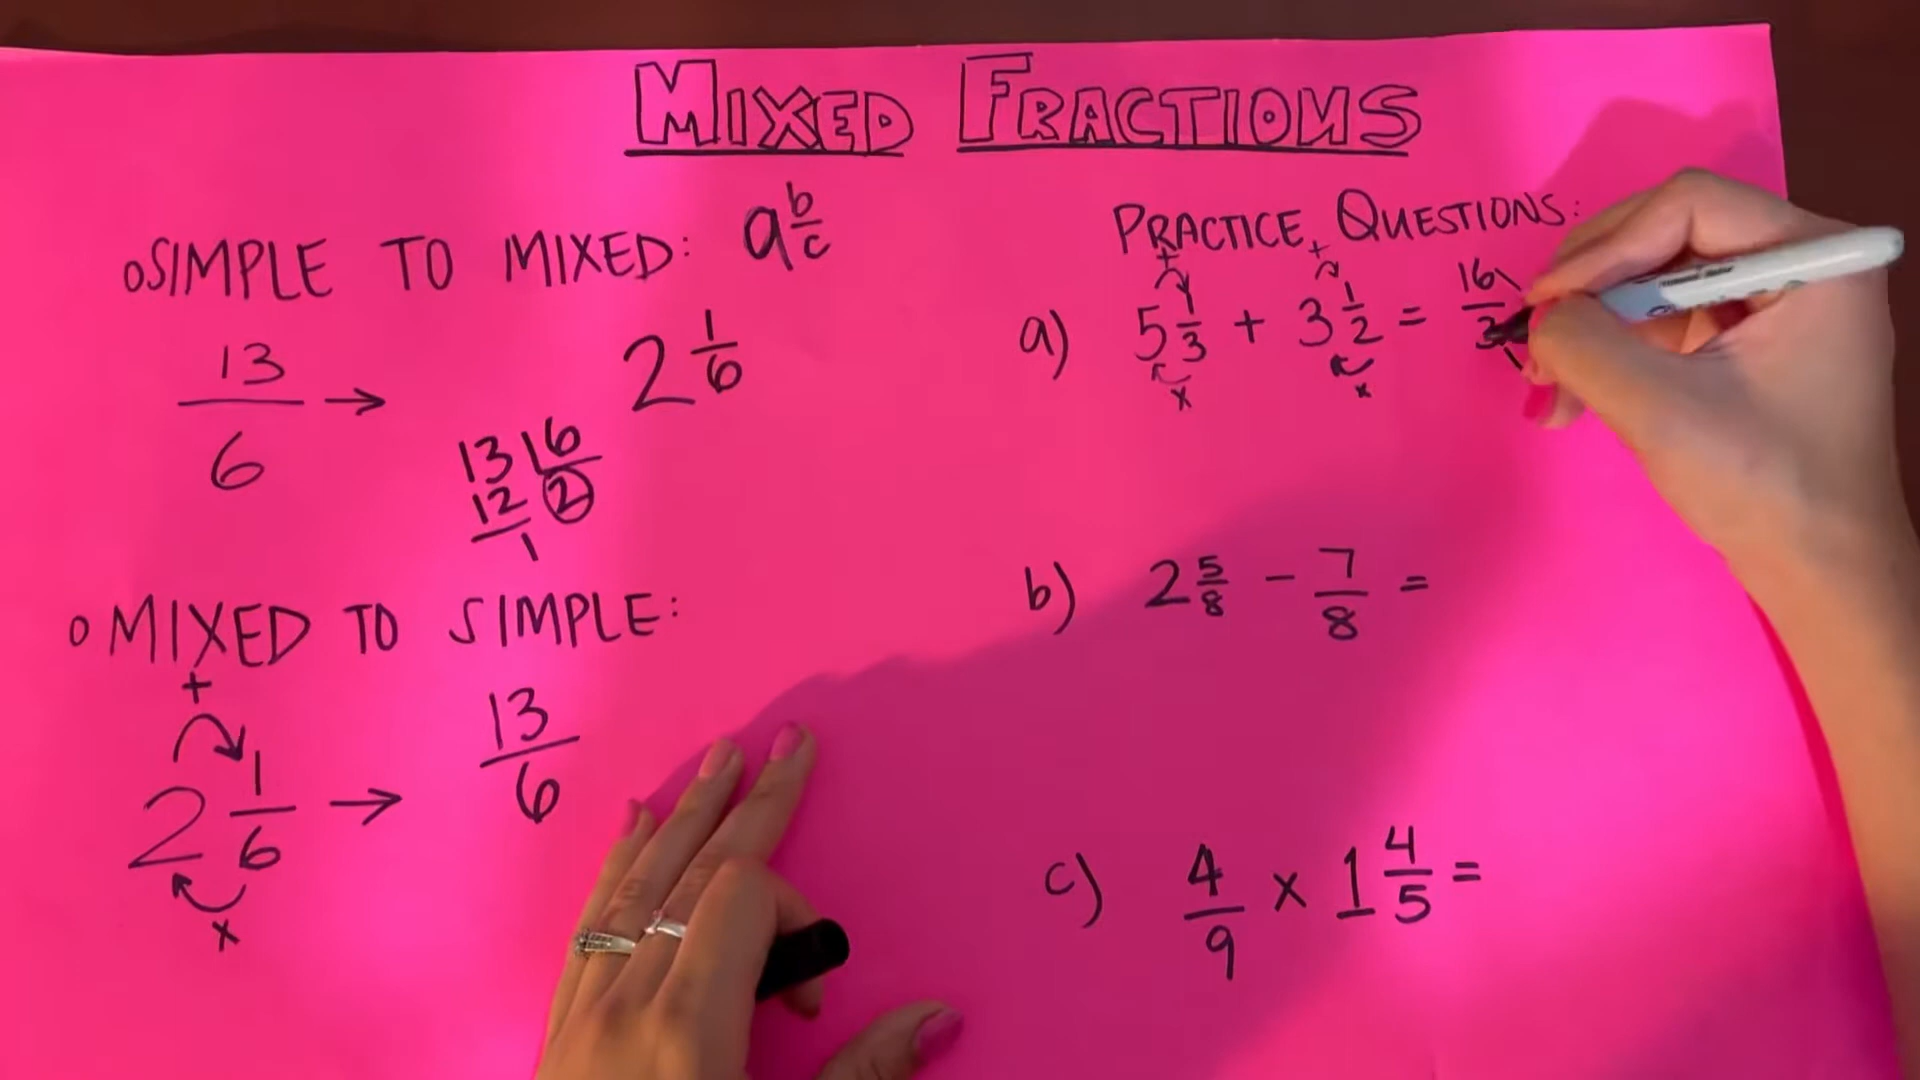 MIXED FRACTIONS
o SIMPLE TO MIXED: a b/c
13/6 → 2 1/6
13 | 6
12 2
1
o MIXED TO SIMPLE:
+
2 1/6 → 13/6
x
PRACTICE QUESTIONS:
+ +
a) 5 1/3 + 3 1/2 = 16/3
x x
b) 2 5/8 - 7/8 =
c) 4/9 x 1 4/5 =